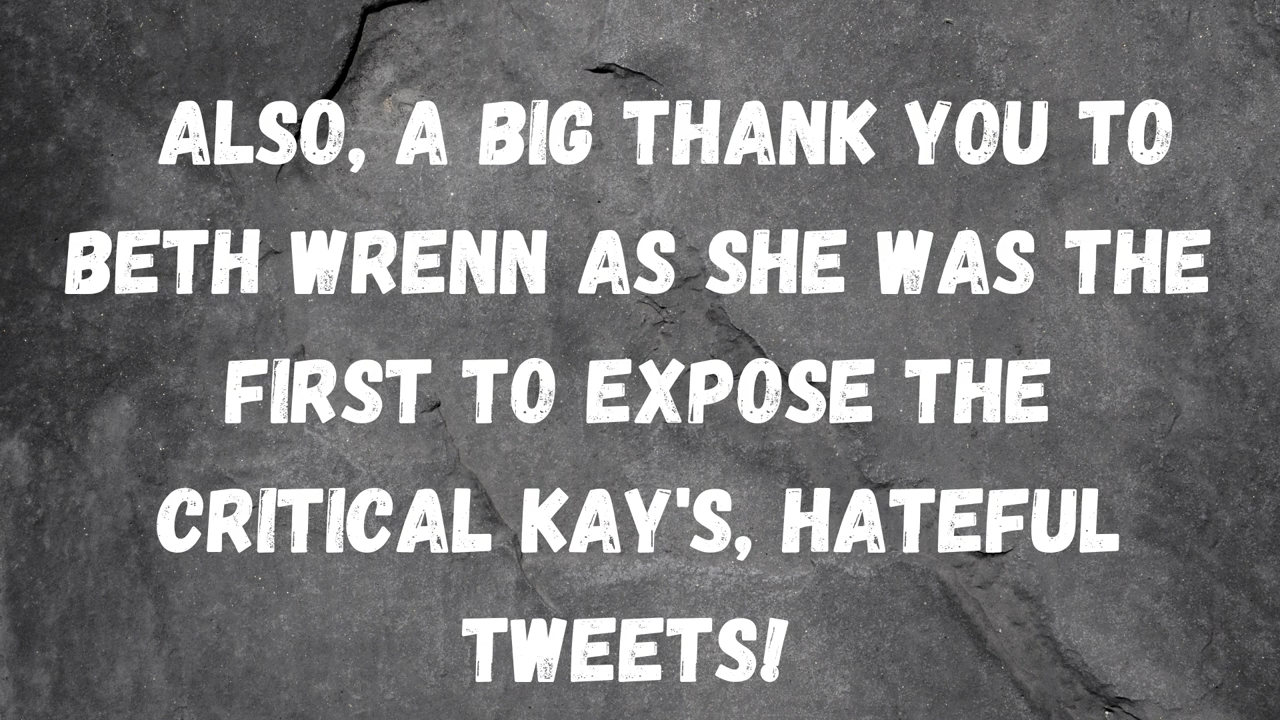 ALSO, A BIG THANK YOU TO
BETH WRENN AS SHE WAS THE
FIRST TO EXPOSE THE
CRITICAL KAY'S, HATEFUL
TWEETS!